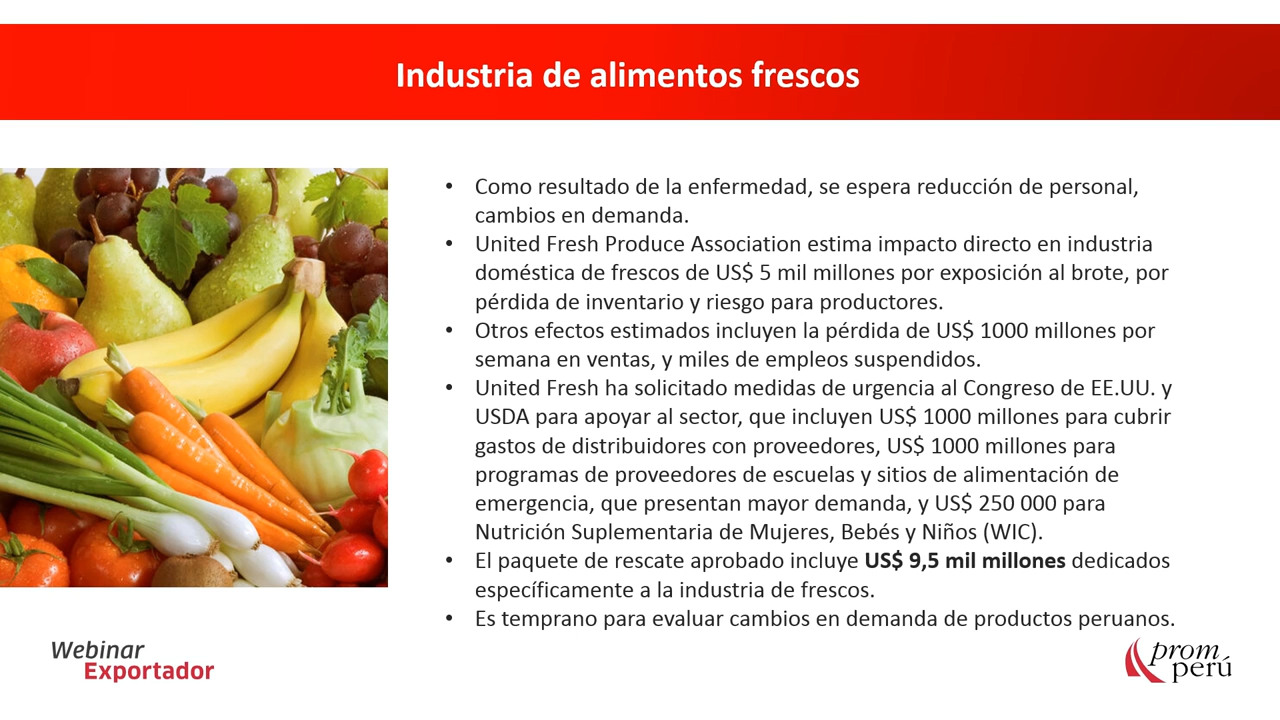 Industria de alimentos frescos
• Como resultado de la enfermedad, se espera reducción de personal,
cambios en demanda.
• United Fresh Produce Association estima impacto directo en industria
doméstica de frescos de US$ 5 mil millones por exposición al brote, por
pérdida de inventario y riesgo para productores.
• Otros efectos estimados incluyen la pérdida de US$ 1000 millones por
semana en ventas, y miles de empleos suspendidos.
• United Fresh ha solicitado medidas de urgencia al Congreso de EE.UU. y
USDA para apoyar al sector, que incluyen US$ 1000 millones para cubrir
gastos de distribuidores con proveedores, US$ 1000 millones para
programas de proveedores de escuelas y sitios de alimentación de
emergencia, que presentan mayor demanda, y US$ 250 000 para
Nutrición Suplementaria de Mujeres, Bebés y Niños (WIC).
• El paquete de rescate aprobado incluye US$ 9,5 mil millones dedicados
específicamente a la industria de frescos.
• Es temprano para evaluar cambios en demanda de productos peruanos.
Webinar
Exportador
prom
perú